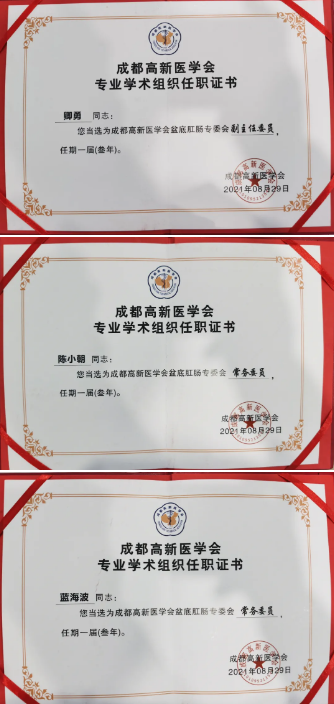 成都高新医学会
专业学术组织任职证书
卿勇 同志：
您当选为成都高新医学会盆底肛肠专委会副主任委员，
任期一届(叁年)。
成都高新医学会
2021年08月29日
成都高新医学会
专业学术组织任职证书
陈小朝 同志：
您当选为成都高新医学会盆底肛肠专委会 常务委员，
任期一届(叁年)。
成都高新医学会
2021年08月29日
成都高新医学会
专业学术组织任职证书
蓝海波 同志：
您当选为成都高新医学会盆底肛肠专委会 常务委员，
任期一届(叁年)。
成都高新医学会
2021年08月29日